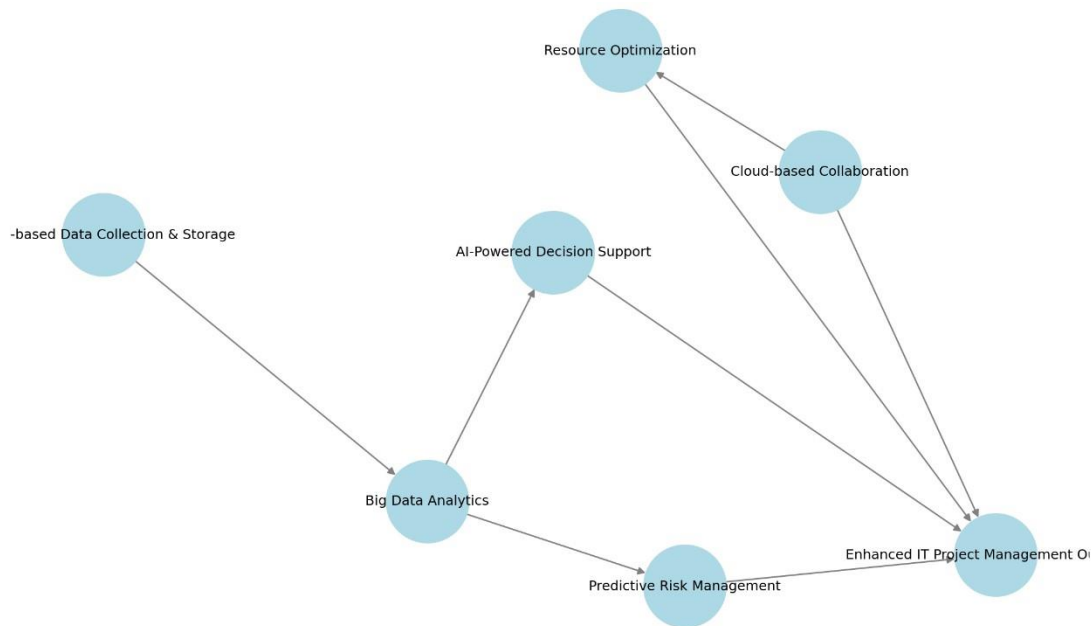 Resource Optimization
Cloud-based Collaboration
-based Data Collection & Storage
AI-Powered Decision Support
Big Data Analytics
Enhanced IT Project Management
Predictive Risk Management